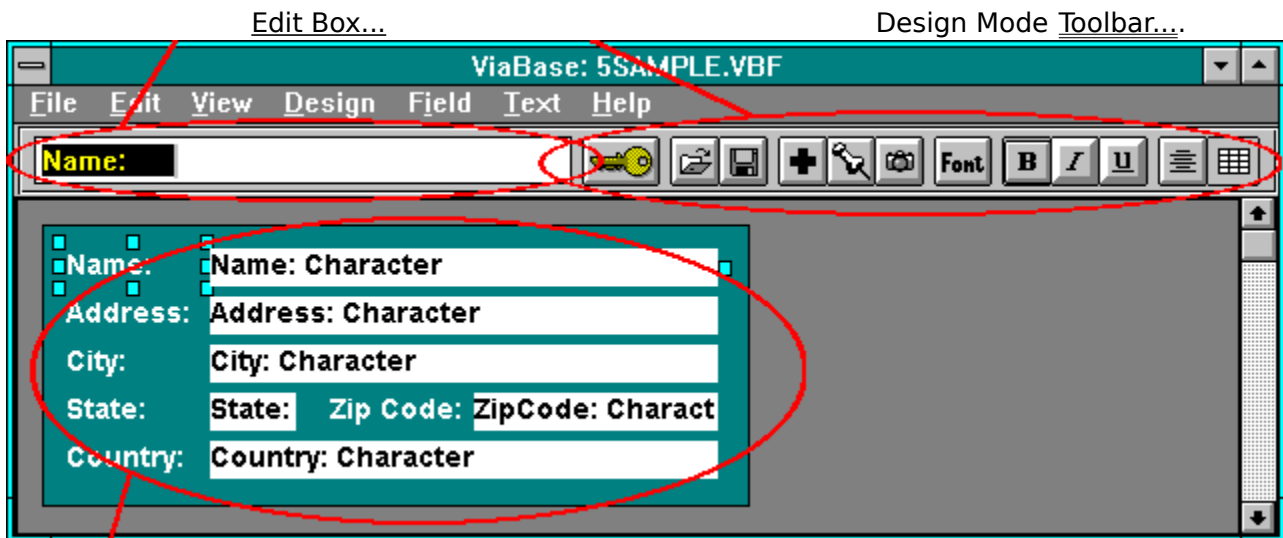 Edit Box... Design Mode Toolbar....
ViaBase: 5SAMPLE.VBF
File Edit View Design Field Text Help
Name: Font B I U
Name: Name: Character
Address: Address: Character
City: City: Character
State: State: Zip Code: ZipCode: Charact
Country: Country: Character